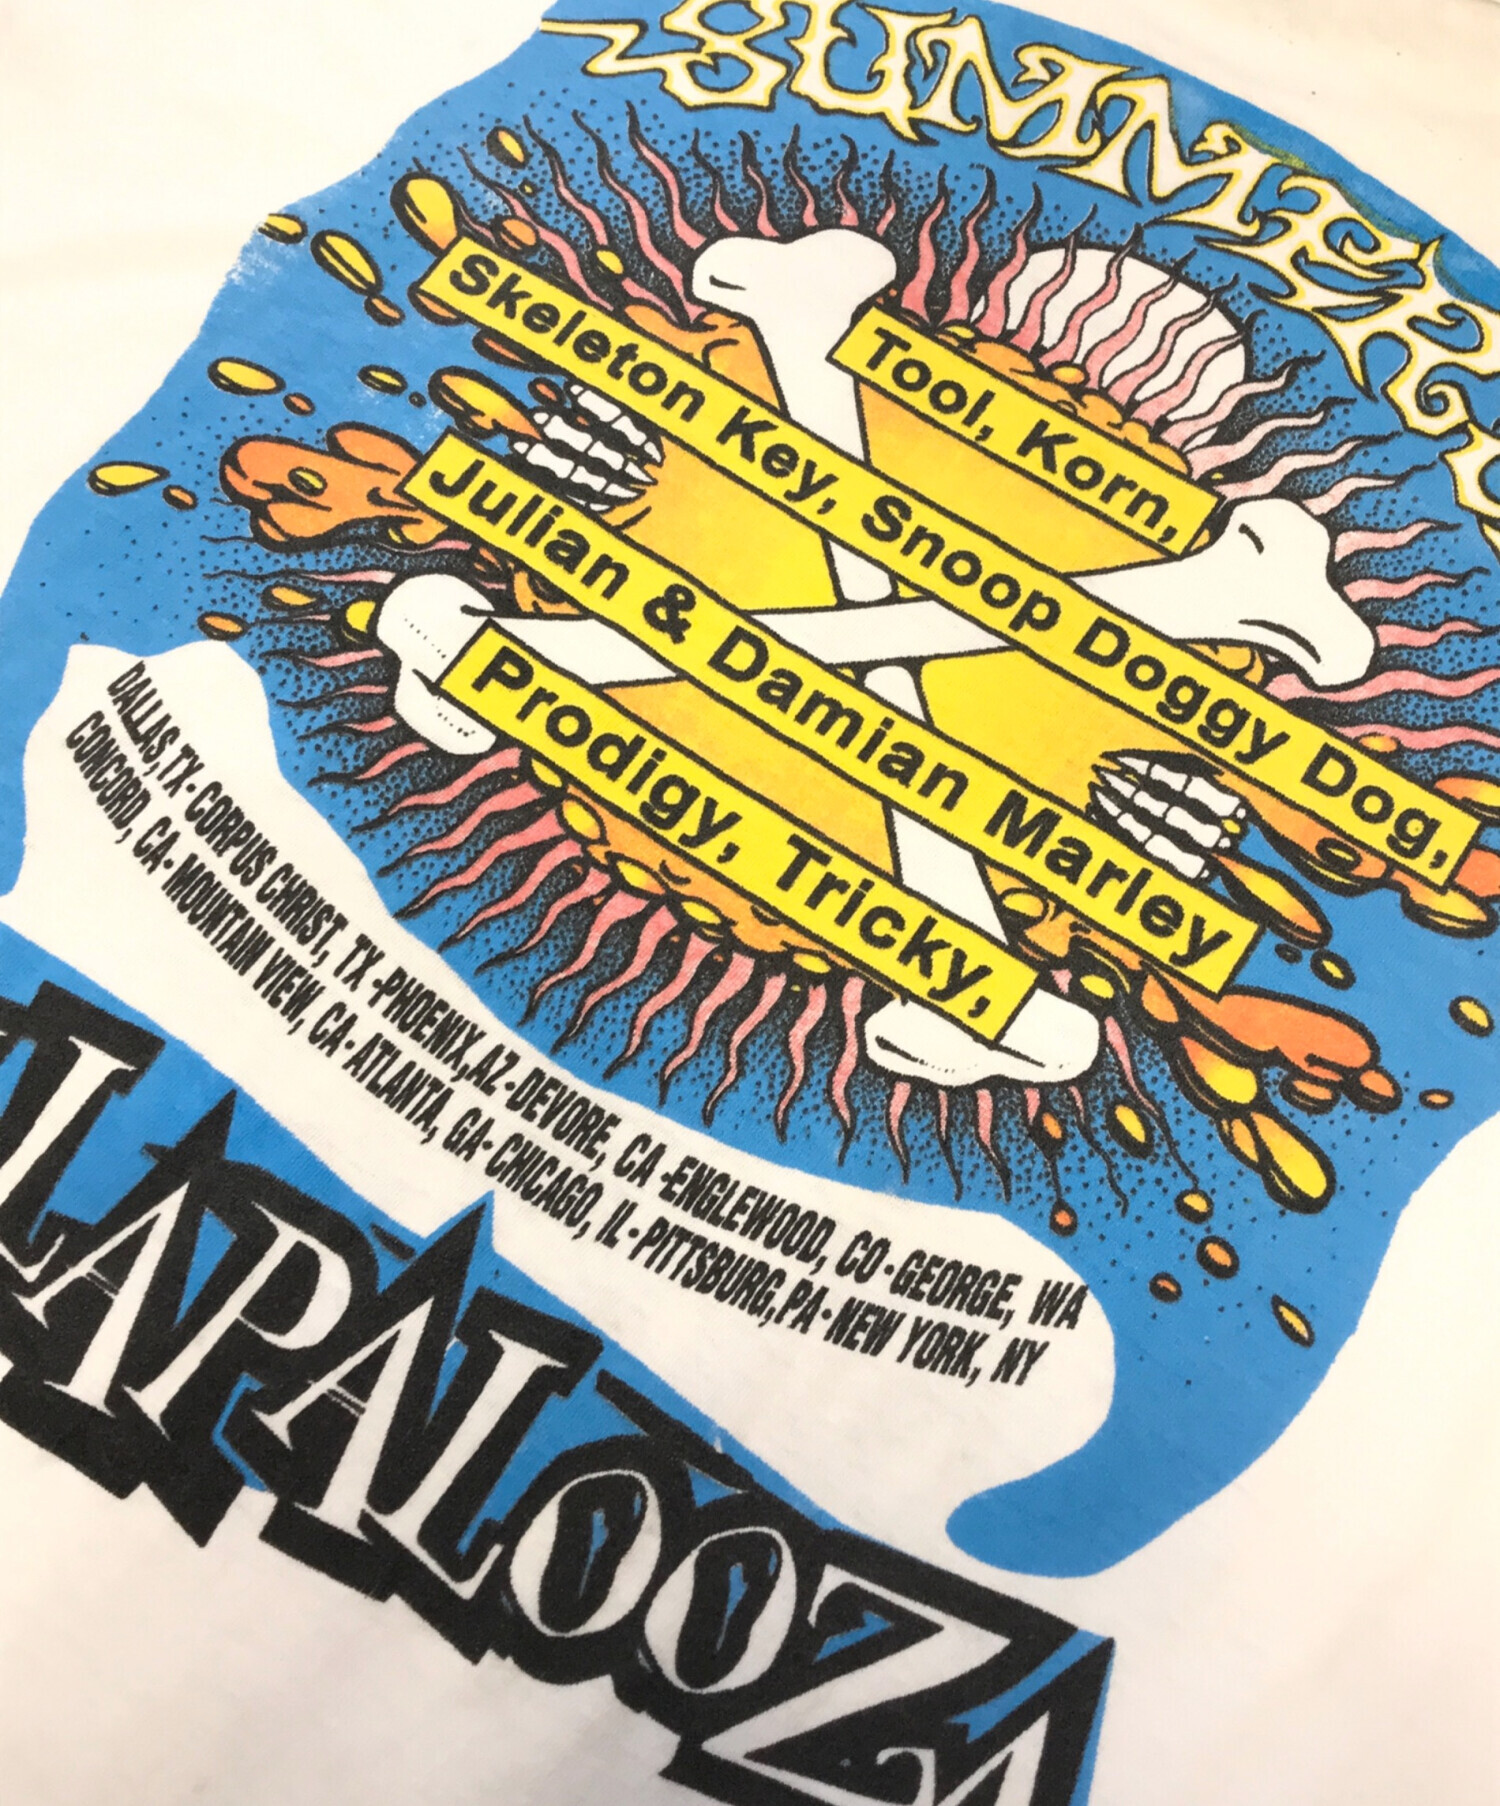 SUMMER
Tool, Korn,
Skeleton Key, Snoop Doggy Dog,
Julian & Damian Marley
Prodigy, Tricky,
DALLAS, TX · CORPUS CHRIST, TX · PHOENIX, AZ · DEVORE, CA · ENGLEWOOD, CO · GEORGE, WA
CONCORD, CA · MOUNTAIN VIEW, CA · ATLANTA, GA · CHICAGO, IL · PITTSBURG, PA · NEW YORK, NY
LAPALOOZA